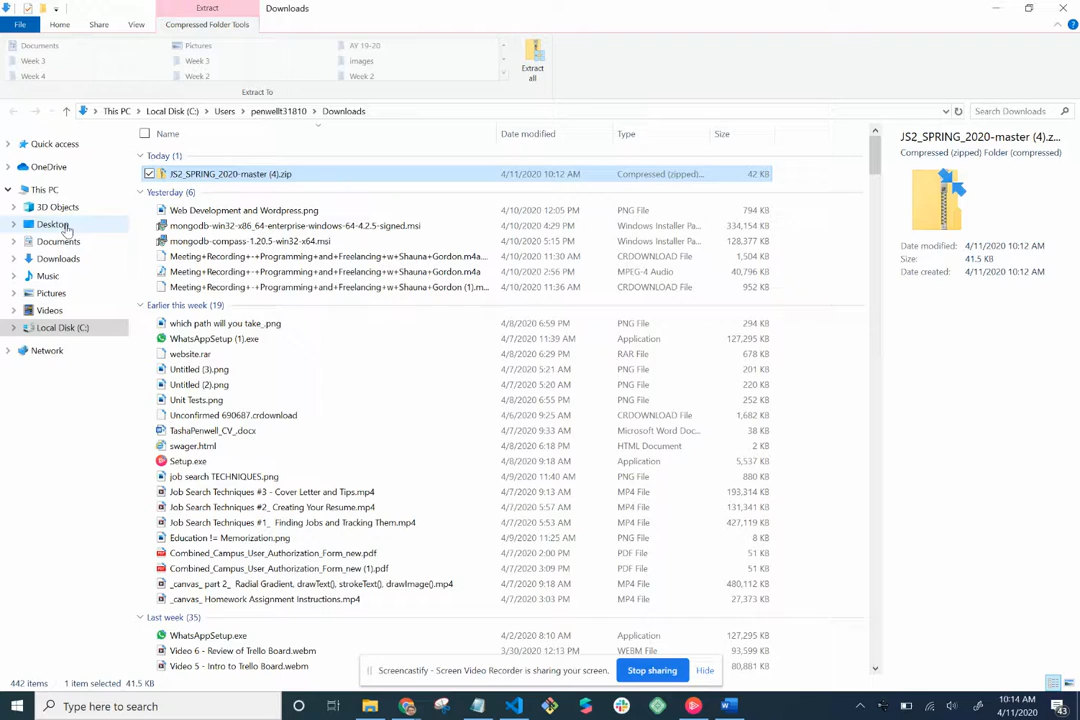 Extract Downloads
File Home Share View Compressed Folder Tools
Documents Pictures AY 19-20
Week 3 Week 3 images
Week 4 Week 2 Week 2
Extract all
Extract To
This PC > Local Disk (C:) > Users > penwellt31810 > Downloads
Search Downloads
Quick access
OneDrive
This PC
3D Objects
Desktop
Documents
Downloads
Music
Pictures
Videos
Local Disk (C:)
Network
Name Date modified Type Size
Today (1)
JS2_SPRING_2020-master (4).zip 4/11/2020 10:12 AM Compressed (zipped)... 42 KB
Yesterday (6)
Web Development and Wordpress.png 4/10/2020 12:05 PM PNG File 794 KB
mongodb-win32-x86_64-enterprise-windows-64-4.2.5-signed.msi 4/10/2020 4:29 PM Windows Installer Pa... 334,154 KB
mongodb-compass-1.20.5-win32-x64.msi 4/10/2020 5:15 PM Windows Installer Pa... 128,377 KB
Meeting+Recording+-+Programming+and+Freelancing+w+Shauna+Gordon.m4a... 4/10/2020 11:30 AM CRDOWNLOAD File 1,504 KB
Meeting+Recording+-+Programming+and+Freelancing+w+Shauna+Gordon.m4a 4/10/2020 2:56 PM MPEG-4 Audio 40,796 KB
Meeting+Recording+-+Programming+and+Freelancing+w+Shauna+Gordon (1).m... 4/10/2020 11:36 AM CRDOWNLOAD File 952 KB
Earlier this week (19)
which path will you take_.png 4/8/2020 6:59 PM PNG File 294 KB
WhatsAppSetup (1).exe 4/7/2020 11:39 AM Application 127,295 KB
website.rar 4/8/2020 6:29 PM RAR File 678 KB
Untitled (3).png 4/7/2020 5:21 AM PNG File 201 KB
Untitled (2).png 4/7/2020 5:14 AM PNG File 220 KB
Unit Tests.png 4/8/2020 6:55 PM PNG File 252 KB
Unconfirmed 690687.crdownload 4/6/2020 9:25 AM CRDOWNLOAD File 1,682 KB
TashaPenwell_CV_.docx 4/7/2020 9:33 AM Microsoft Word Doc... 38 KB
swager.html 4/8/2020 6:18 PM HTML Document 2 KB
Setup.exe 4/8/2020 9:18 AM Application 5,537 KB
job search TECHNIQUES.png 4/9/2020 11:40 AM PNG File 880 KB
Job Search Techniques #3 - Cover Letter and Tips.mp4 4/7/2020 9:13 AM MP4 File 193,314 KB
Job Search Techniques #2_ Creating Your Resume.mp4 4/7/2020 5:57 AM MP4 File 131,341 KB
Job Search Techniques #1_ Finding Jobs and Tracking Them.mp4 4/7/2020 5:55 AM MP4 File 427,119 KB
Education != Memorization.png 4/9/2020 11:25 AM PNG File 8 KB
Combined_Campus_User_Authorization_Form_new.pdf 4/7/2020 2:53 PM PDF File 51 KB
Combined_Campus_User_Authorization_Form_new (1).pdf 4/7/2020 3:09 PM PDF File 51 KB
_canvas_ part 2_ Radial Gradient, drawText(), strokeText(), drawImage().mp4 4/7/2020 9:18 AM MP4 File 480,112 KB
_canvas_ Homework Assignment Instructions.mp4 4/7/2020 3:03 PM MP4 File 27,373 KB
Last week (35)
WhatsAppSetup.exe 4/2/2020 8:10 AM Application 127,295 KB
Video 6 - Review of Trello Board.webm 3/30/2020 12:13 PM WEBM File 93,599 KB
Video 5 - Intro to Trello Board.webm 80,881 KB
JS2_SPRING_2020-master (4).z...
Compressed (zipped) Folder (compressed)
Date modified: 4/11/2020 10:12 AM
Size: 41.5 KB
Date created: 4/11/2020 10:12 AM
Screencastify - Screen Video Recorder is sharing your screen. Stop sharing Hide
442 items 1 item selected 41.5 KB
Type here to search
10:14 AM
4/11/2020
43